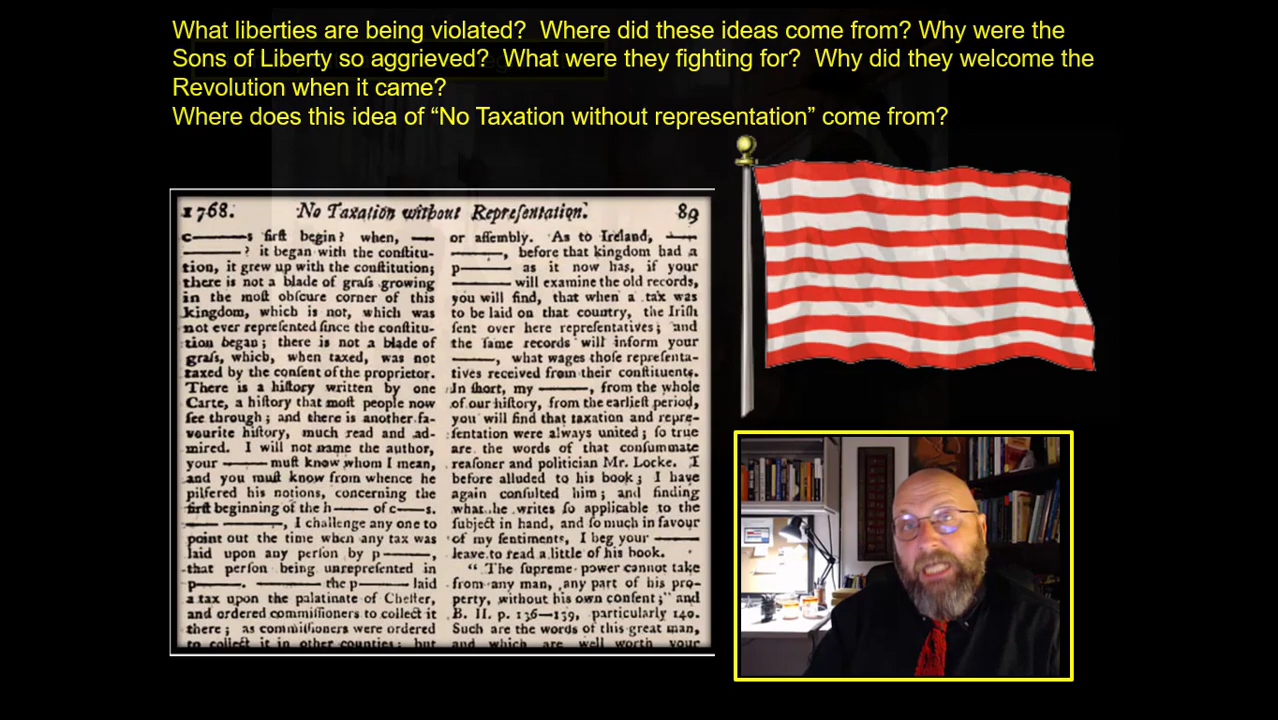 What liberties are being violated?  Where did these ideas come from? Why were the
Sons of Liberty so aggrieved?  What were they fighting for?  Why did they welcome the
Revolution when it came?
Where does this idea of “No Taxation without representation” come from?
1768. No Taxation without Repreſentation. 89
c———s firſt begin? when, ——
———? it began with the conſtitu-
tion, it grew up with the conſtitution;
there is not a blade of graſs growing
in the moſt obſcure corner of this
kingdom, which is not, which was
not ever repreſented ſince the conſtitu-
tion began; there is not a blade of
graſs, which, when taxed, was not
taxed by the conſent of the proprietor.
There is a hiſtory written by one
Carte, a hiſtory that moſt people now
ſee through; and there is another fa-
vourite hiſtory, much read and ad-
mired. I will not name the author,
your ——— muſt know whom I mean,
and you muſt know from whence he
pilfered his notions, concerning the
firſt beginning of the h—— of c——s.
—— ———, I challenge any one to
point out the time when any tax was
laid upon any perſon by p———,
that perſon being unrepreſented in
p———. ——— the p——— laid
a tax upon the palatinate of Cheſter,
and ordered commiſſioners to collect it
there; as commiſſioners were ordered
to collect it in other counties; but
or aſſembly. As to Ireland, ——
———, before that kingdom had a
p——— as it now has, if your
——— will examine the old records,
you will find, that when a tax was
to be laid on that country, the Iriſh
ſent over here repreſentatives; and
the ſame records will inform your
———, what wages thoſe repreſenta-
tives received from their conſtituents.
In ſhort, my ———, from the whole
of our hiſtory, from the earlieſt period,
you will find that taxation and repre-
ſentation were always united; ſo true
are the words of that conſummate
reaſoner and politician Mr. Locke. I
before alluded to his book; I have
again conſulted him; and finding
what he writes ſo applicable to the
ſubject in hand, and ſo much in favour
of my ſentiments, I beg your ———
leave to read a little of his book.
“ The ſupreme power cannot take
from any man, any part of his pro-
perty, without his own conſent;” and
B. II. p. 136—139, particularly 140.
Such are the words of this great man,
and which are well worth your